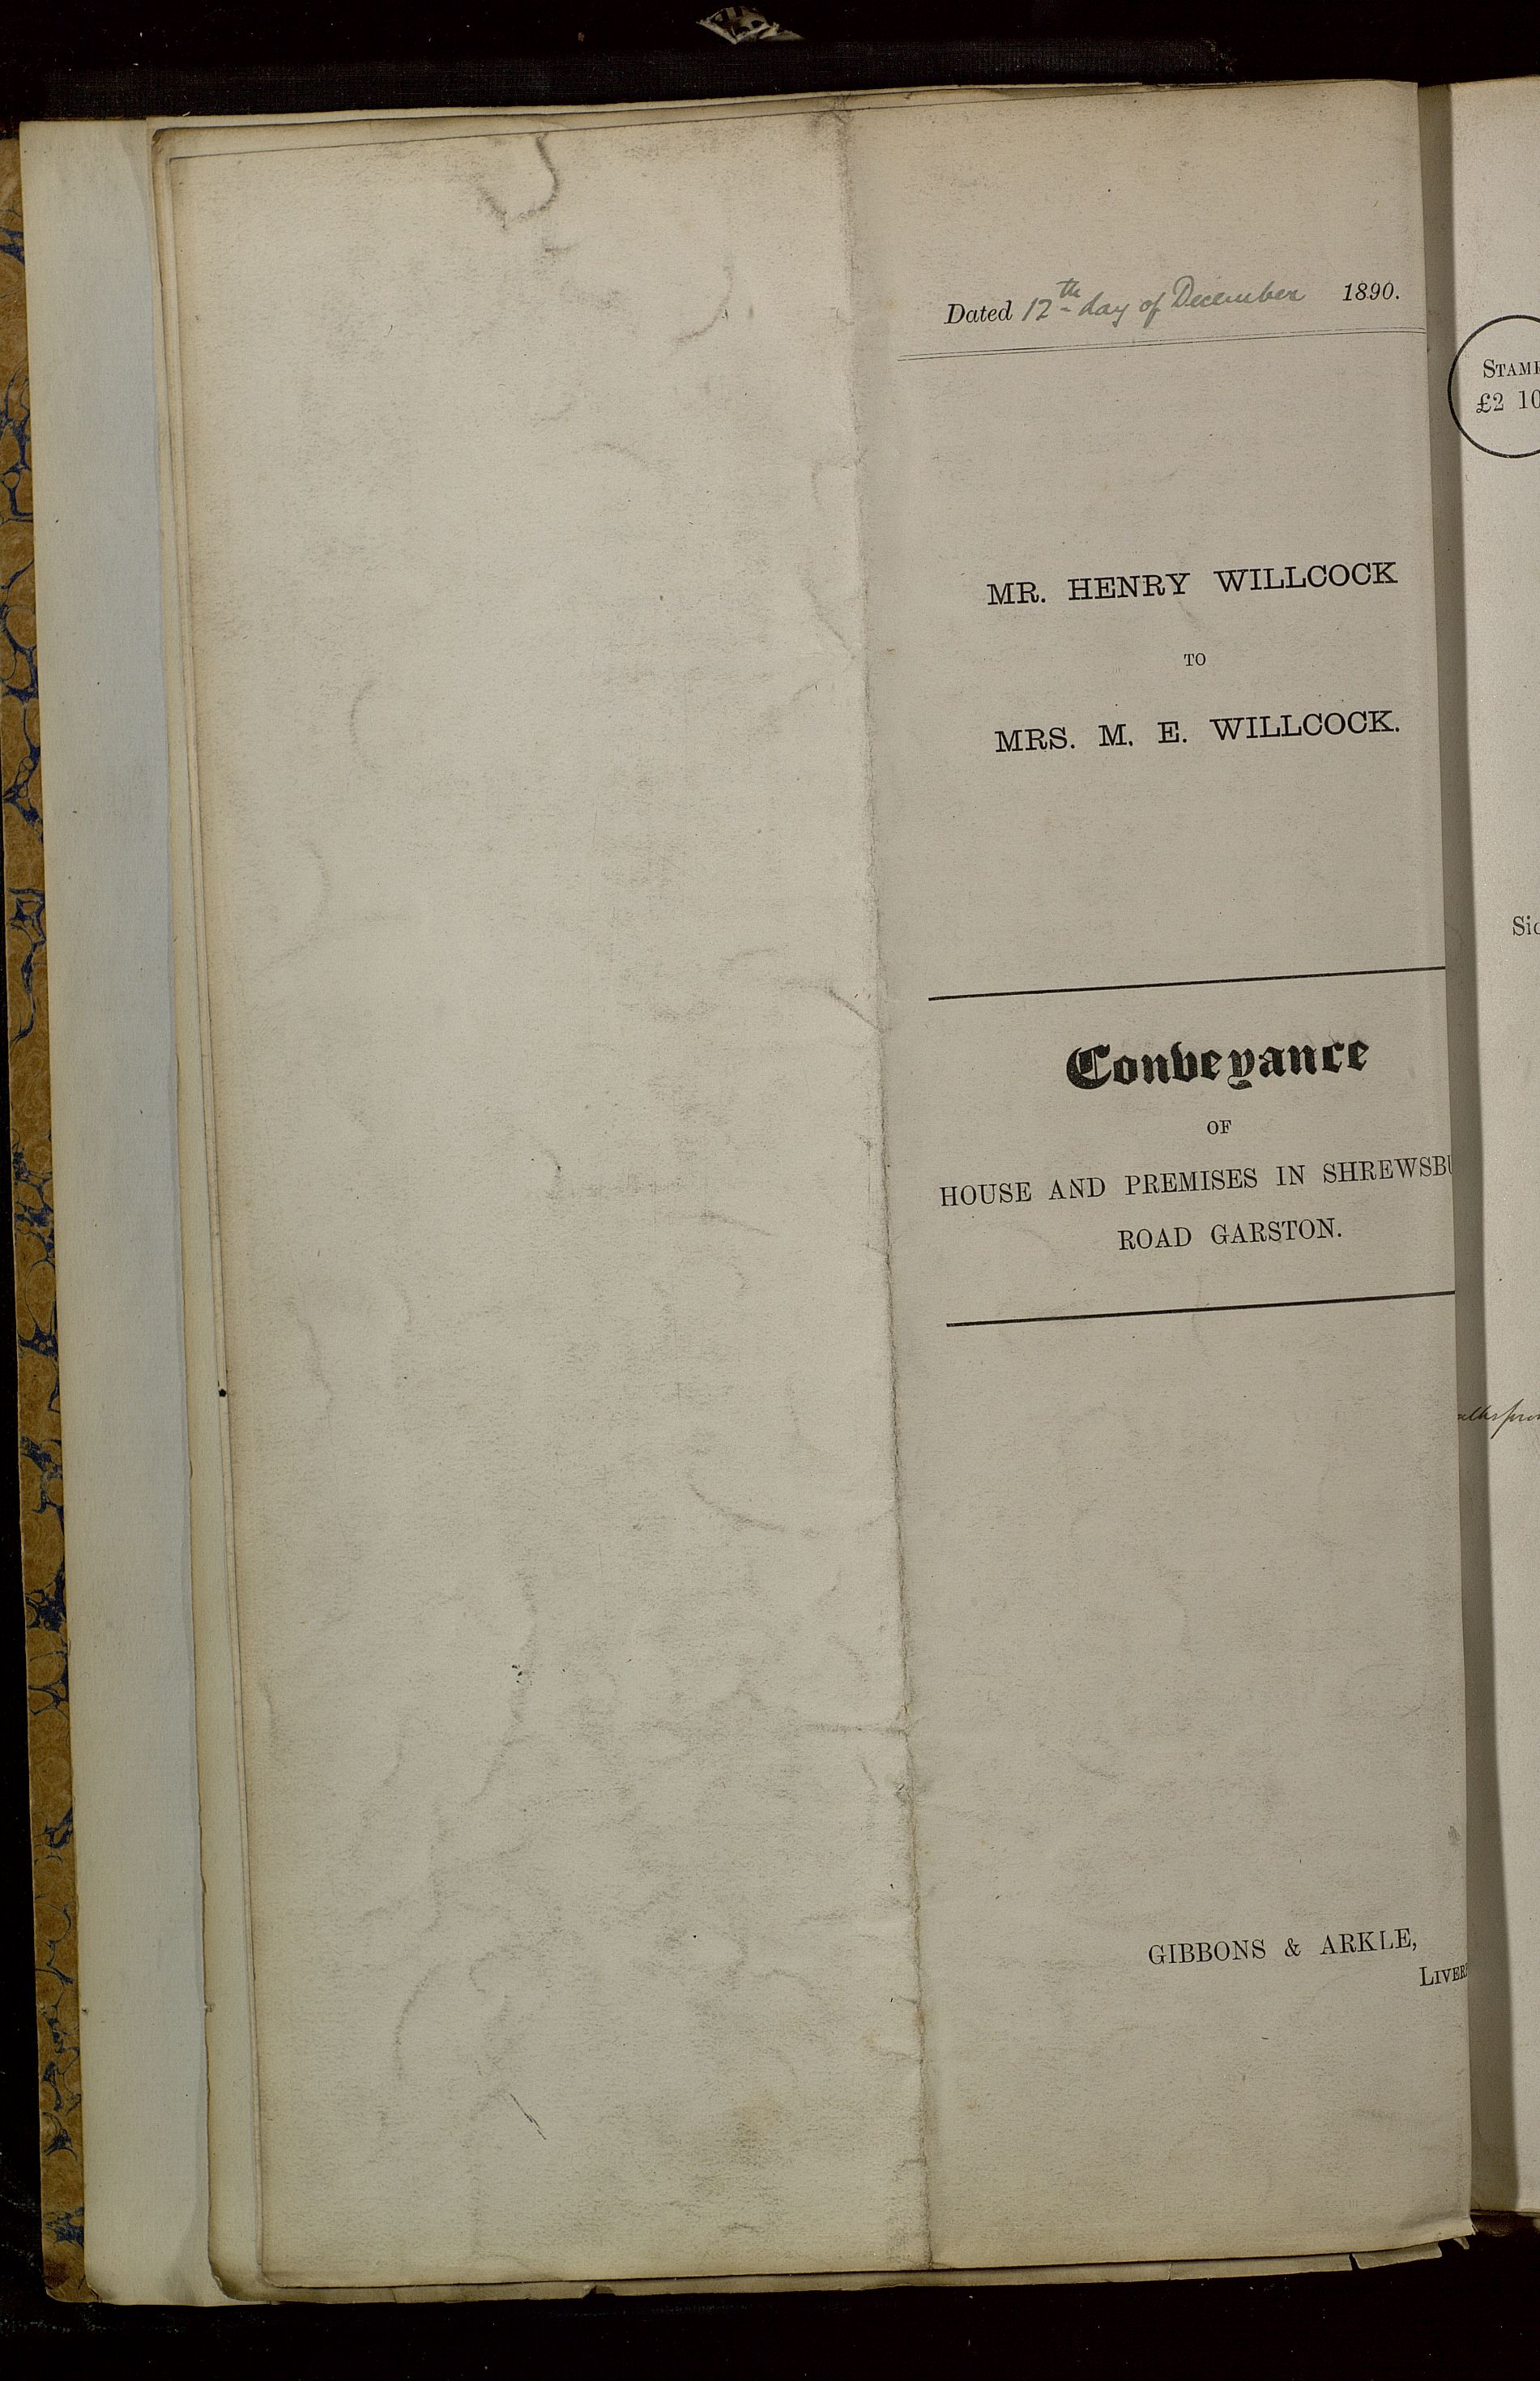 Dated 12th day of December 1890.
MR. HENRY WILLCOCK
TO
MRS. M. E. WILLCOCK.
Conveyance
OF
HOUSE AND PREMISES IN SHREWSBU
ROAD GARSTON.
GIBBONS & ARKLE,
LIVER
STAMP
£2 10